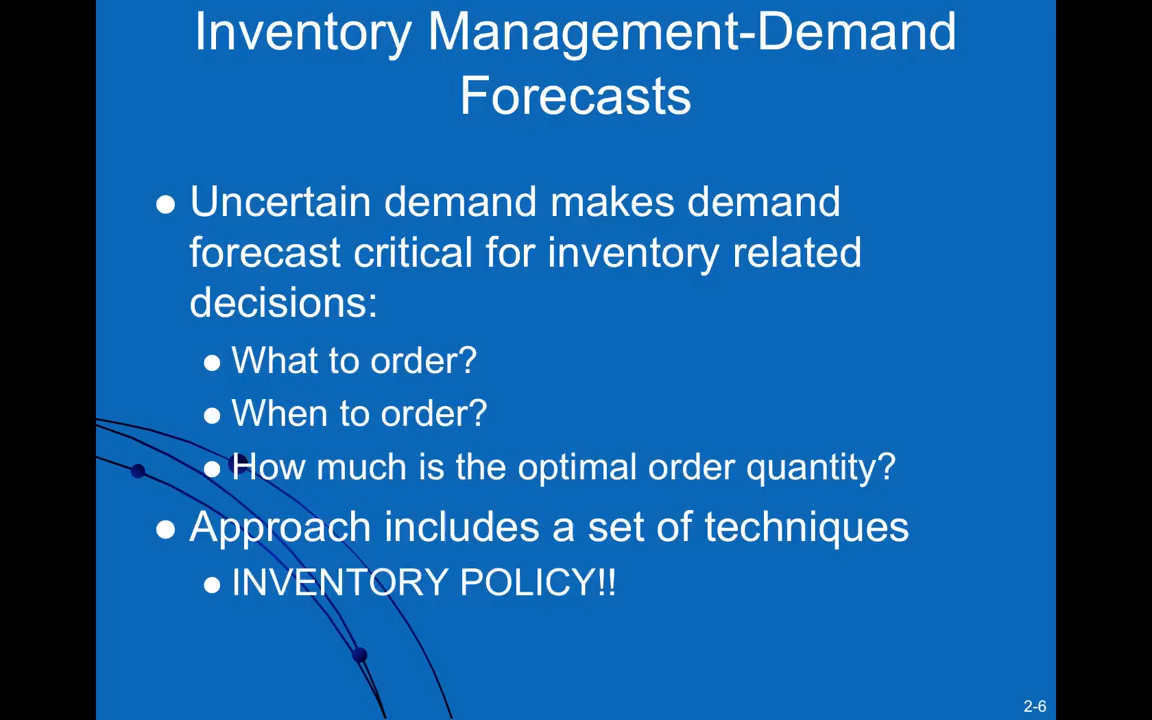 Inventory Management-Demand
Forecasts
● Uncertain demand makes demand
forecast critical for inventory related
decisions:
● What to order?
● When to order?
● How much is the optimal order quantity?
● Approach includes a set of techniques
● INVENTORY POLICY!!
2-6